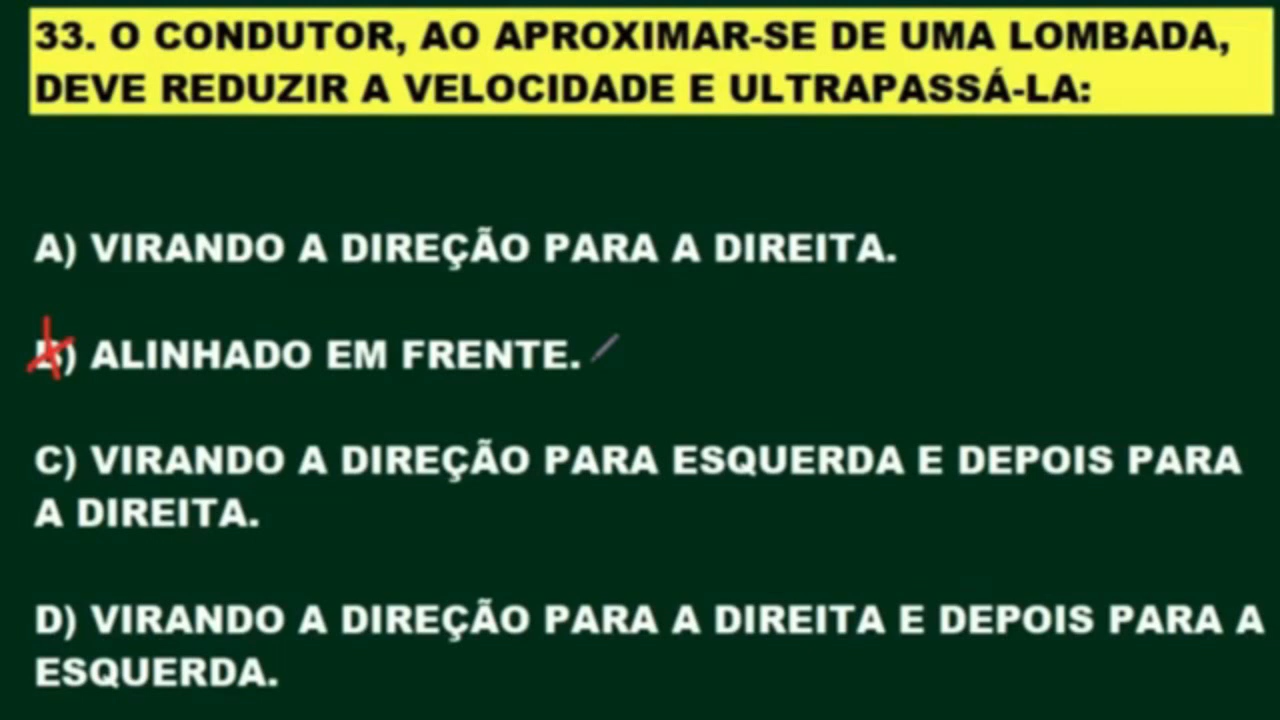 33. O CONDUTOR, AO APROXIMAR-SE DE UMA LOMBADA,
DEVE REDUZIR A VELOCIDADE E ULTRAPASSÁ-LA:
A) VIRANDO A DIREÇÃO PARA A DIREITA.
B) ALINHADO EM FRENTE.
C) VIRANDO A DIREÇÃO PARA ESQUERDA E DEPOIS PARA
A DIREITA.
D) VIRANDO A DIREÇÃO PARA A DIREITA E DEPOIS PARA A
ESQUERDA.